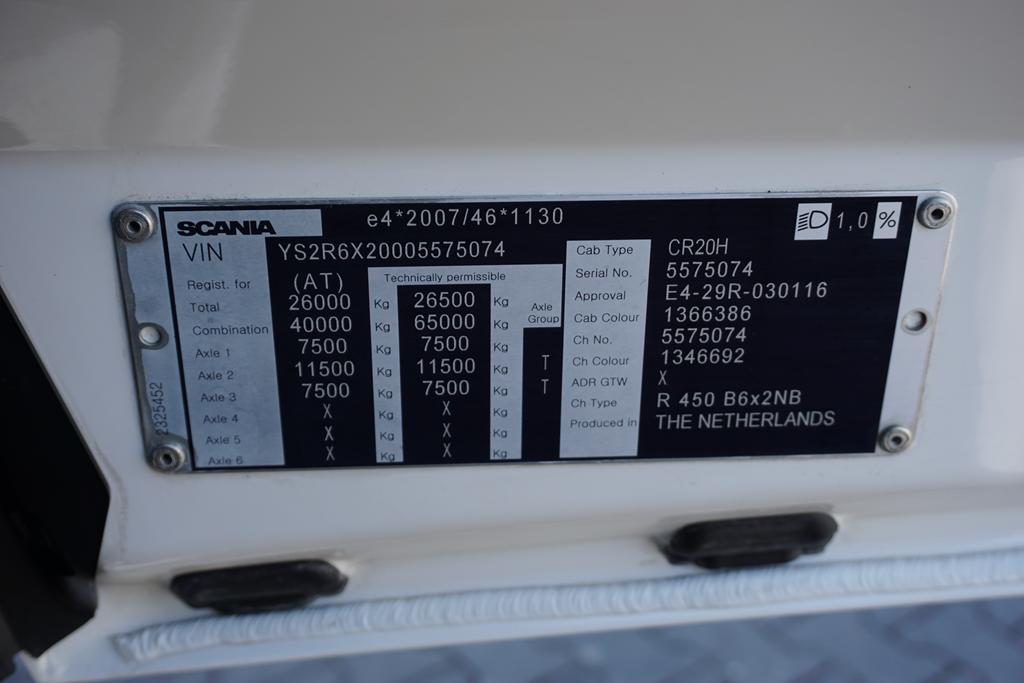 SCANIA e4*2007/46*1130 1,0 %
VIN YS2R6X20005575074
Regist. for (AT) Technically permissible Axle Group
Total 26000 Kg 26500 Kg
Combination 40000 Kg 65000 Kg
Axle 1 7500 Kg 7500 Kg
Axle 2 11500 Kg 11500 Kg T
Axle 3 7500 Kg 7500 Kg T
Axle 4 X Kg X Kg
Axle 5 X Kg X Kg
Axle 6 X Kg X Kg
Cab Type CR20H
Serial No. 5575074
Approval E4-29R-030116
Cab Colour 1366386
Ch No. 5575074
Ch Colour 1346692
ADR GTW X
Ch Type R 450 B6x2NB
Produced in THE NETHERLANDS
2325452